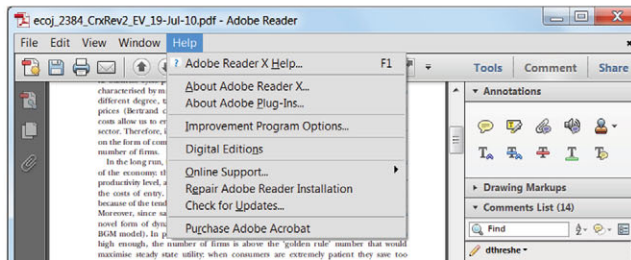 ecoj_2384_CrxRev2_EV_19-Jul-10.pdf - Adobe Reader
File Edit View Window Help
Adobe Reader X Help... F1
About Adobe Reader X...
About Adobe Plug-Ins...
Improvement Program Options...
Digital Editions
Online Support...
Repair Adobe Reader Installation
Check for Updates...
Purchase Adobe Acrobat
Tools Comment Share
Annotations
Drawing Markups
Comments List (14)
Find
dthreshe
characterised by m
different degree, t
prices (Bertrand c
com allow us to er
sector. Therefore, i
on the form of com
number of firms.
In the long run,
of the economy: th
productivity level, a
the costs of entry.
because of the tend
Moreover, since sa
novel form of dyna
BGM model). In p
high enough, the number of firms is above the 'golden rule' number that would
maximise steady state utility: when consumers are extremely patient they save too